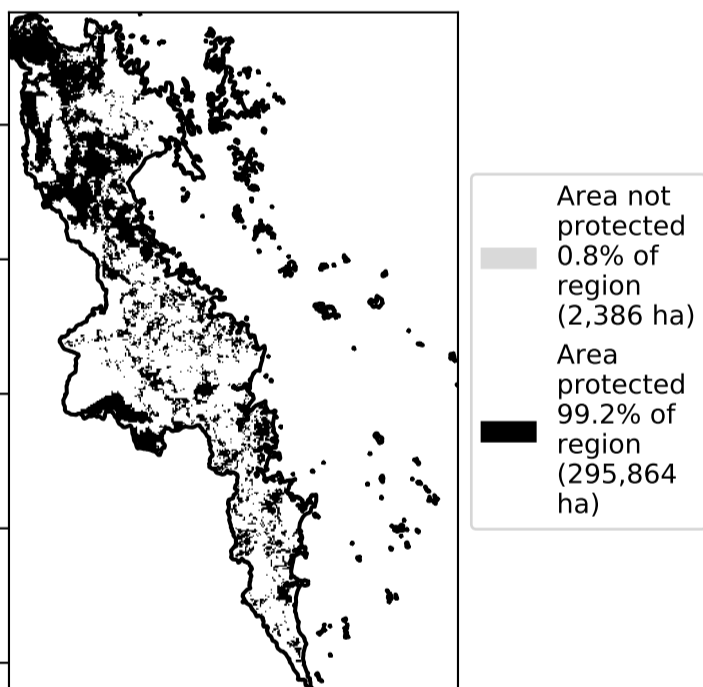 Area not
protected
0.8% of
region
(2,386 ha)
Area
protected
99.2% of
region
(295,864
ha)